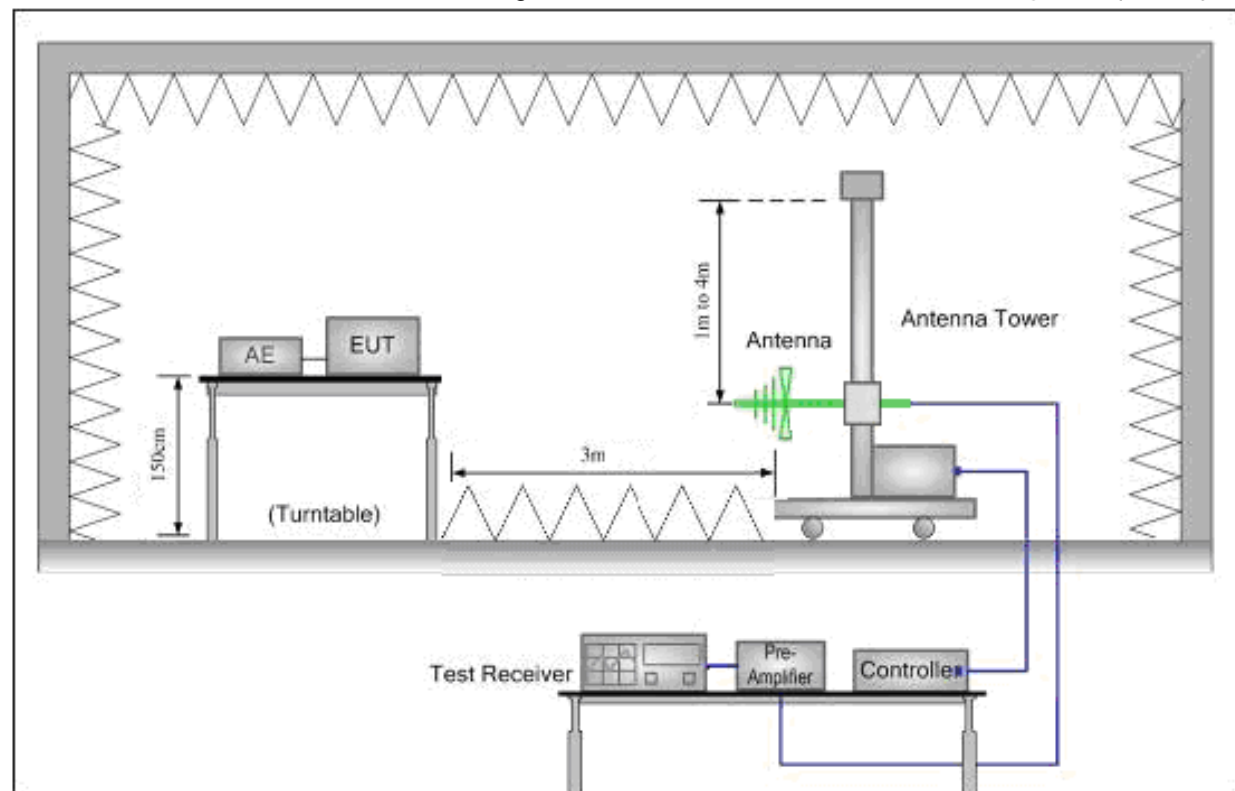 1m to 4m
Antenna Tower
Antenna
AE
EUT
150cm
3m
(Turntable)
Test Receiver
Pre-
Amplifier
Controller